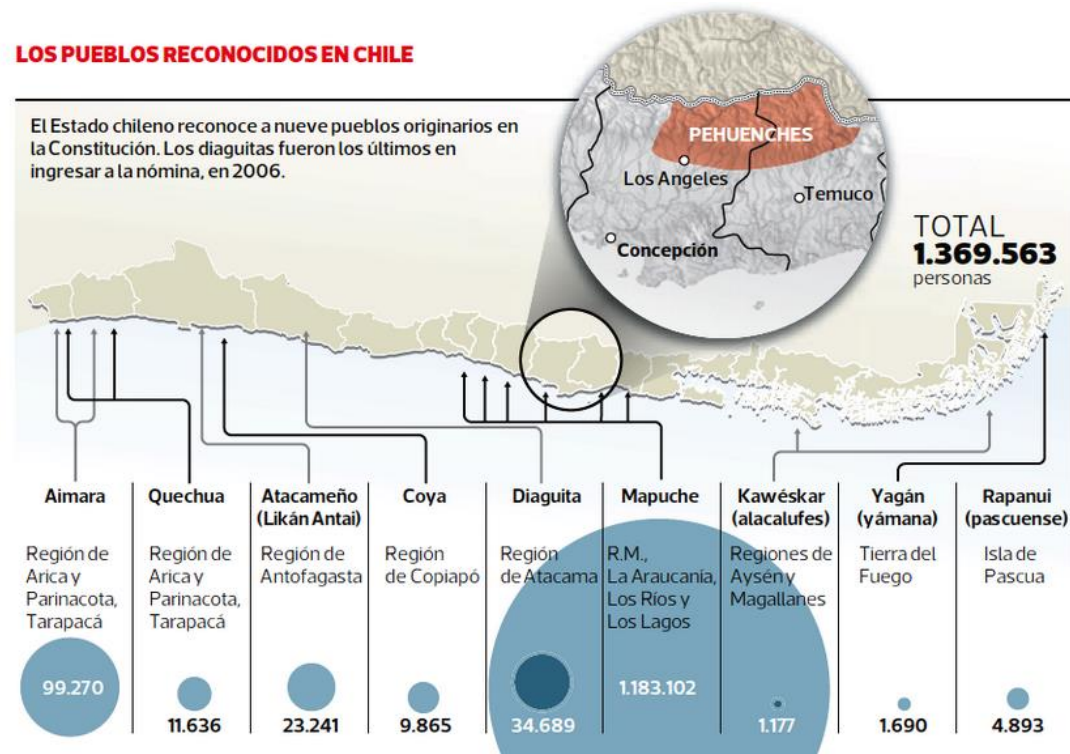 LOS PUEBLOS RECONOCIDOS EN CHILE
El Estado chileno reconoce a nueve pueblos originarios en
la Constitución. Los diaguitas fueron los últimos en
ingresar a la nómina, en 2006.
PEHUENCHES
Los Angeles
Temuco
Concepción
TOTAL
1.369.563
personas
Aimara
Región de
Arica y
Parinacota,
Tarapacá
99.270
Quechua
Región de
Arica y
Parinacota,
Tarapacá
11.636
Atacameño
(Likán Antai)
Región de
Antofagasta
23.241
Coya
Región
de Copiapó
9.865
Diaguita
Región
de Atacama
34.689
Mapuche
R.M.,
La Araucanía,
Los Ríos y
Los Lagos
1.183.102
Kawéskar
(alacalufes)
Regiones de
Aysén y
Magallanes
1.177
Yagán
(yámana)
Tierra del
Fuego
1.690
Rapanui
(pascuense)
Isla de
Pascua
4.893